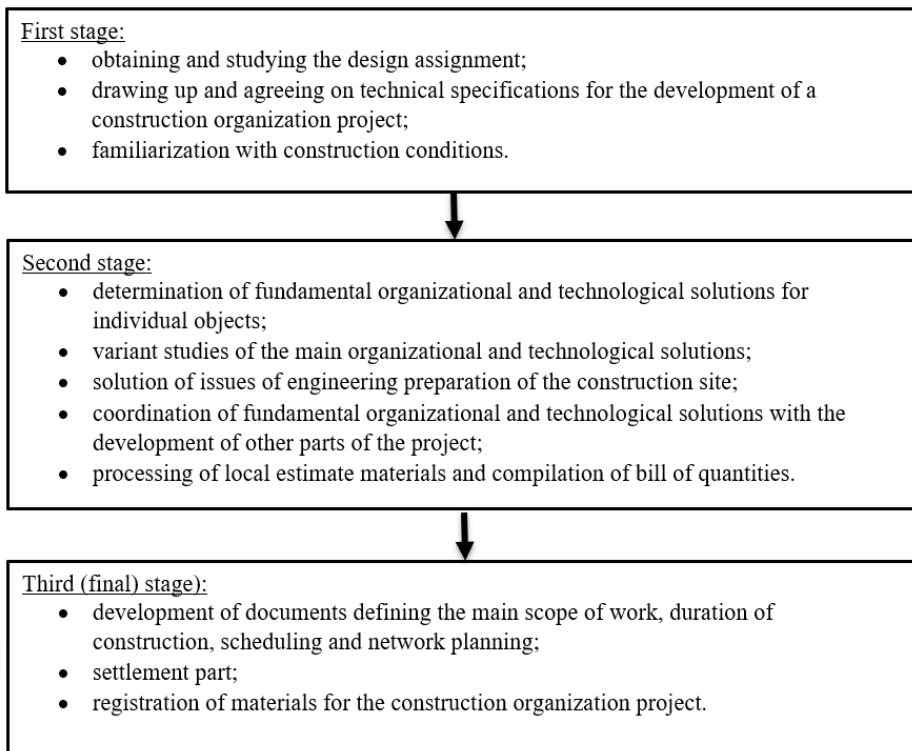 First stage:
• obtaining and studying the design assignment;
• drawing up and agreeing on technical specifications for the development of a
construction organization project;
• familiarization with construction conditions.
Second stage:
• determination of fundamental organizational and technological solutions for
individual objects;
• variant studies of the main organizational and technological solutions;
• solution of issues of engineering preparation of the construction site;
• coordination of fundamental organizational and technological solutions with the
development of other parts of the project;
• processing of local estimate materials and compilation of bill of quantities.
Third (final) stage):
• development of documents defining the main scope of work, duration of
construction, scheduling and network planning;
• settlement part;
• registration of materials for the construction organization project.